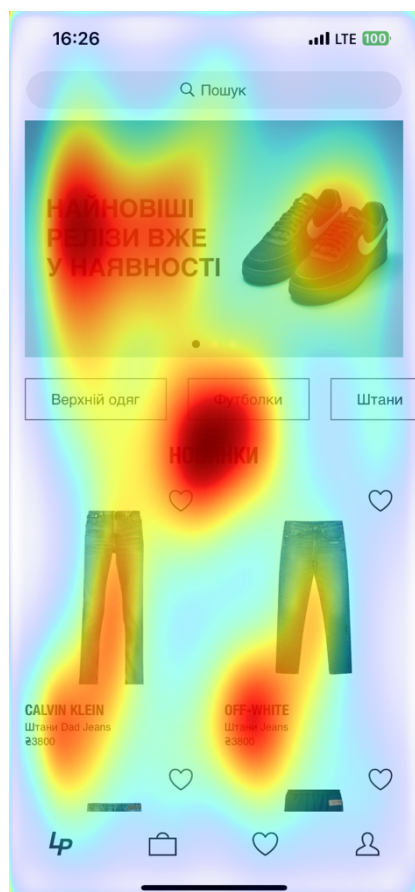 16:26
LTE 100
Пошук
НАЙНОВІШІ
РЕЛІЗИ ВЖЕ
У НАЯВНОСТІ
Верхній одяг
Футболки
Штани
НОВИНКИ
CALVIN KLEIN
OFF-WHITE
Штани Dad Jeans
Штани Jeans
₴3800
₴3800
LP